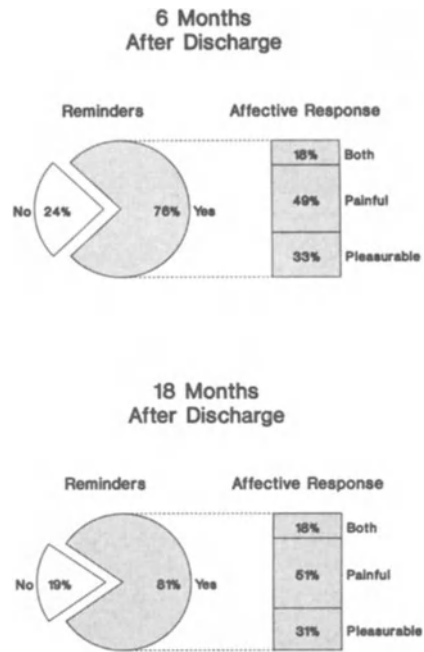 6 Months
After Discharge
Reminders
Affective Response
No
24%
76%
Yes
18%
Both
49%
Painful
33%
Pleasurable
18 Months
After Discharge
Reminders
Affective Response
No
19%
81%
Yes
18%
Both
51%
Painful
31%
Pleasurable